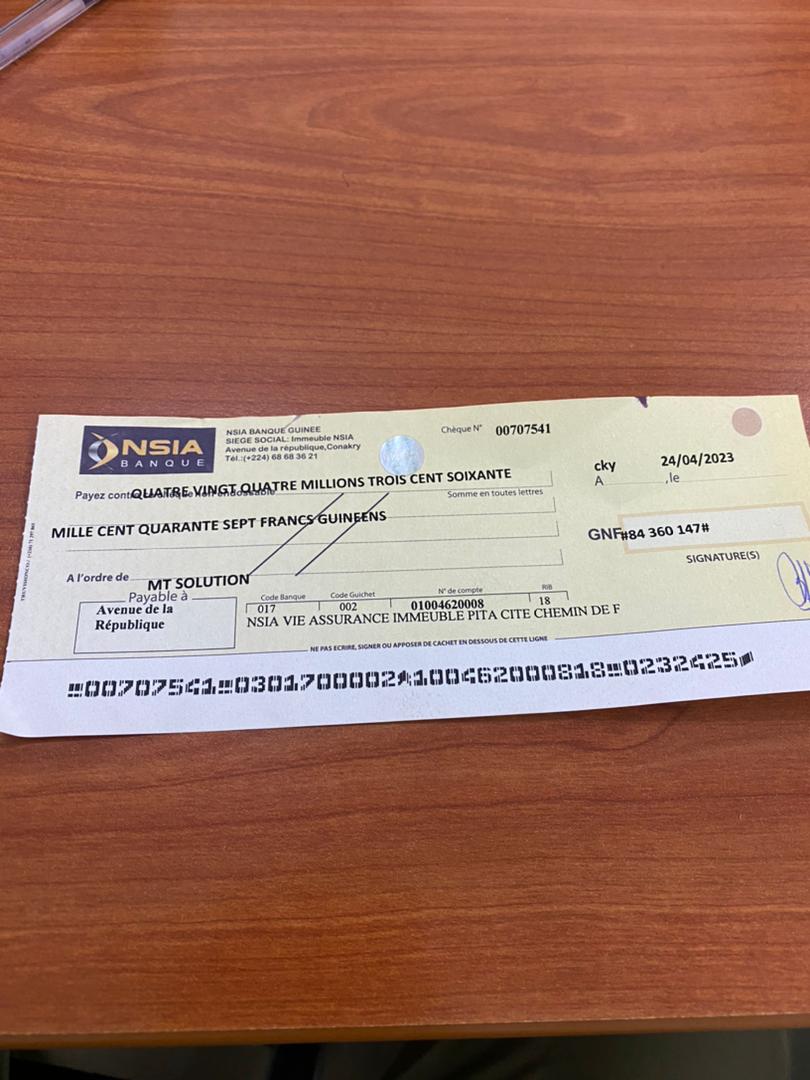 NSIA
BANQUE
NSIA BANQUE GUINEE
SIEGE SOCIAL: Immeuble NSIA
Avenue de la république,Conakry
Tél.:(+224) 68 68 36 21
Chèque N° 00707541
cky 24/04/2023
A ,le
Payez contre
QUATRE VINGT QUATRE MILLIONS TROIS CENT SOIXANTE
Somme en toutes lettres
MILLE CENT QUARANTE SEPT FRANCS GUINEENS
GNF #84 360 147#
SIGNATURE(S)
A l'ordre de MT SOLUTION
Payable à
Avenue de la
République
Code Banque Code Guichet N° de compte RIB
017 002 01004620008 18
NSIA VIE ASSURANCE IMMEUBLE PITA CITE CHEMIN DE F
NE PAS ECRIRE, SIGNER OU APPOSER DE CACHET EN DESSOUS DE CETTE LIGNE
⑈00707541⑈0301700002⑆100462000818⑈0232425⑇